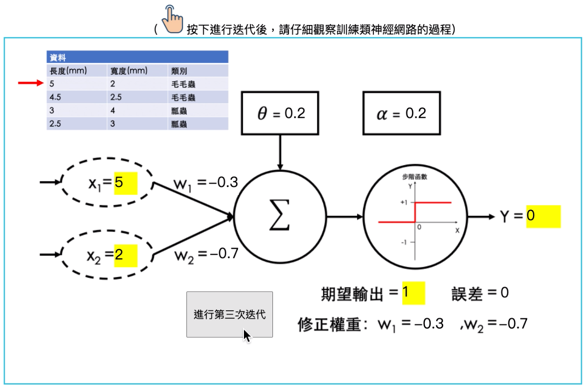 ( 按下進行迭代後，請仔細觀察訓練類神經網路的過程)
資料
長度(mm) 寬度(mm) 類別
5 2 毛毛蟲
4.5 2.5 毛毛蟲
3 4 瓢蟲
2.5 3 瓢蟲
θ = 0.2
α = 0.2
步階函數
Y
+1
0
X
-1
x₁=5
w₁ =-0.3
Σ
Y = 0
x₂=2
w₂ =-0.7
期望輸出 =1 誤差 =0
進行第三次迭代
修正權重： w₁ =-0.3 ,w₂ =-0.7